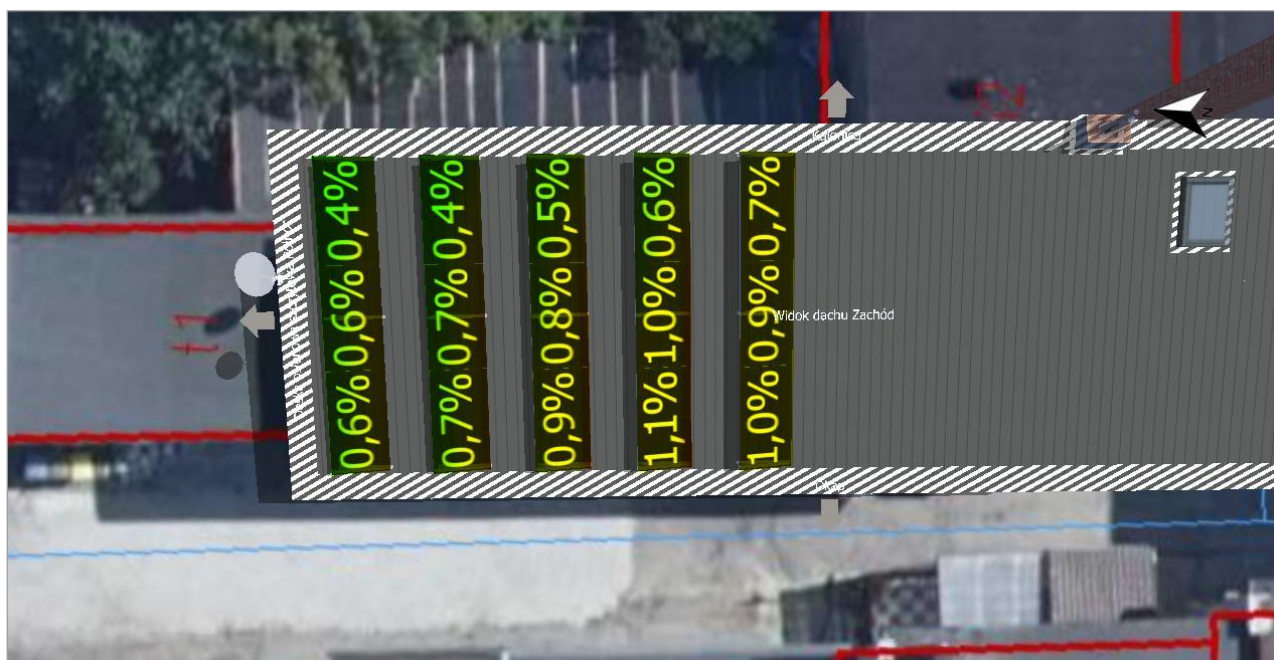 0,6% 0,6% 0,4%
0,7% 0,7% 0,4%
0,9% 0,8% 0,5%
1,1% 1,0% 0,6%
1,0% 0,9% 0,7%
Widok dachu Zachód
Okap